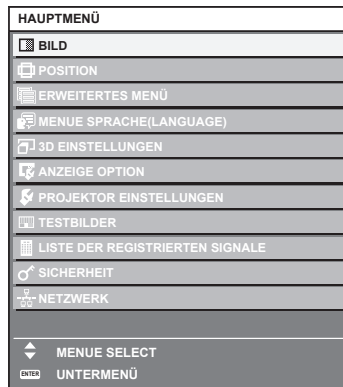 HAUPTMENÜ
BILD
POSITION
ERWEITERTES MENÜ
MENUE SPRACHE(LANGUAGE)
3D EINSTELLUNGEN
ANZEIGE OPTION
PROJEKTOR EINSTELLUNGEN
TESTBILDER
LISTE DER REGISTRIERTEN SIGNALE
SICHERHEIT
NETZWERK
MENUE SELECT
ENTER UNTERMENÜ